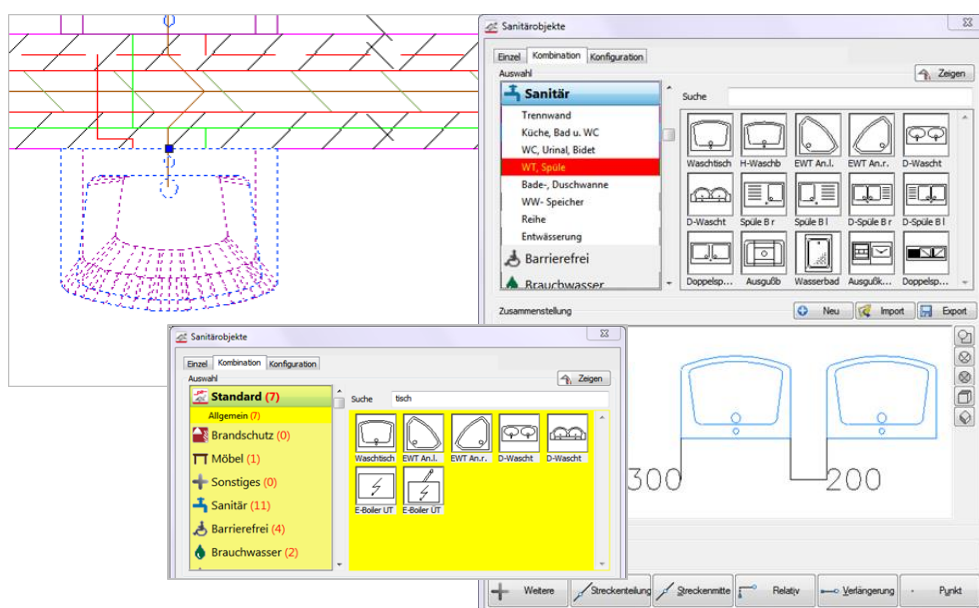 Sanitärobjekte
Einzel Kombination Konfiguration
Auswahl
Zeigen
Sanitär
Trennwand
Küche, Bad u. WC
WC, Urinal, Bidet
WT, Spüle
Bade-, Duschwanne
WW- Speicher
Reihe
Entwässerung
Barrierefrei
Brauchwasser
Suche
Waschtisch H-Waschb EWT An.l. EWT An.r. D-Wascht
D-Wascht Spüle B r Spüle B l D-Spüle B r D-Spüle B l
Doppelsp... Ausgußb Wasserbad Ausgußk... Doppelsp...
Zusammenstellung
Neu Import Export
300 200
Weitere Streckenteilung Streckenmitte Relativ Verlängerung Punkt
Sanitärobjekte
Einzel Kombination Konfiguration
Auswahl
Zeigen
Standard (7)
Allgemein (7)
Brandschutz (0)
Möbel (1)
Sonstiges (0)
Sanitär (11)
Barrierefrei (4)
Brauchwasser (2)
Suche tisch
Waschtisch EWT An.l. EWT An.r. D-Wascht D-Wascht
E-Boiler UT E-Boiler ÜT